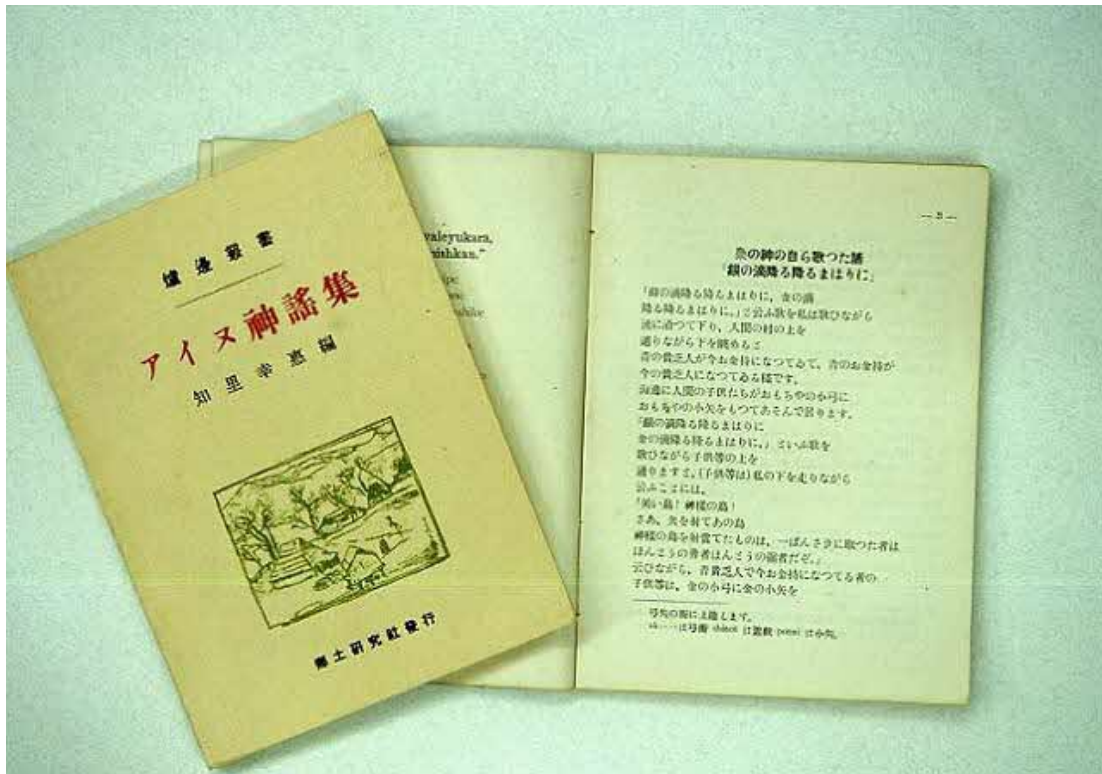 爐邊叢書
アイヌ神謠集
知里幸惠編
郷土研究社發行
valeyukara,
nishkan."
— 3 —
梟の神の自ら歌つた謠
「銀の滴降る降るまはりに」
「銀の滴降る降るまはりに，金の滴
降る降るまはりに．」と云ふ歌を私は歌ひながら
流に沿つて下り，人間の村の上を
通りながら下を眺めると
昔の貧乏人が今お金持になつてゐて，昔のお金持が
今の貧乏人になつてゐる樣です．
海邊に人間の子供たちがおもちやの小弓に
おもちやの小矢をもつてあそんで居ります．
「銀の滴降る降るまはりに
金の滴降る降るまはりに．」といふ歌を
歌ひながら子供等の上を
通りますと，(子供等は)私の下を走りながら
云ふことには，
「美い鳥！ 神樣の鳥！
さあ，矢を射てあの鳥
神樣の鳥を射當てたものは，一ばんさきに取つた者は
ほんとうの勇者ほんとうの強者だぞ．」
云ひながら，昔貧乏人で今お金持になつてる者の
子供等は，金の小弓に金の小矢を
は弓術 shinot は遊戲 ponai は小矢．